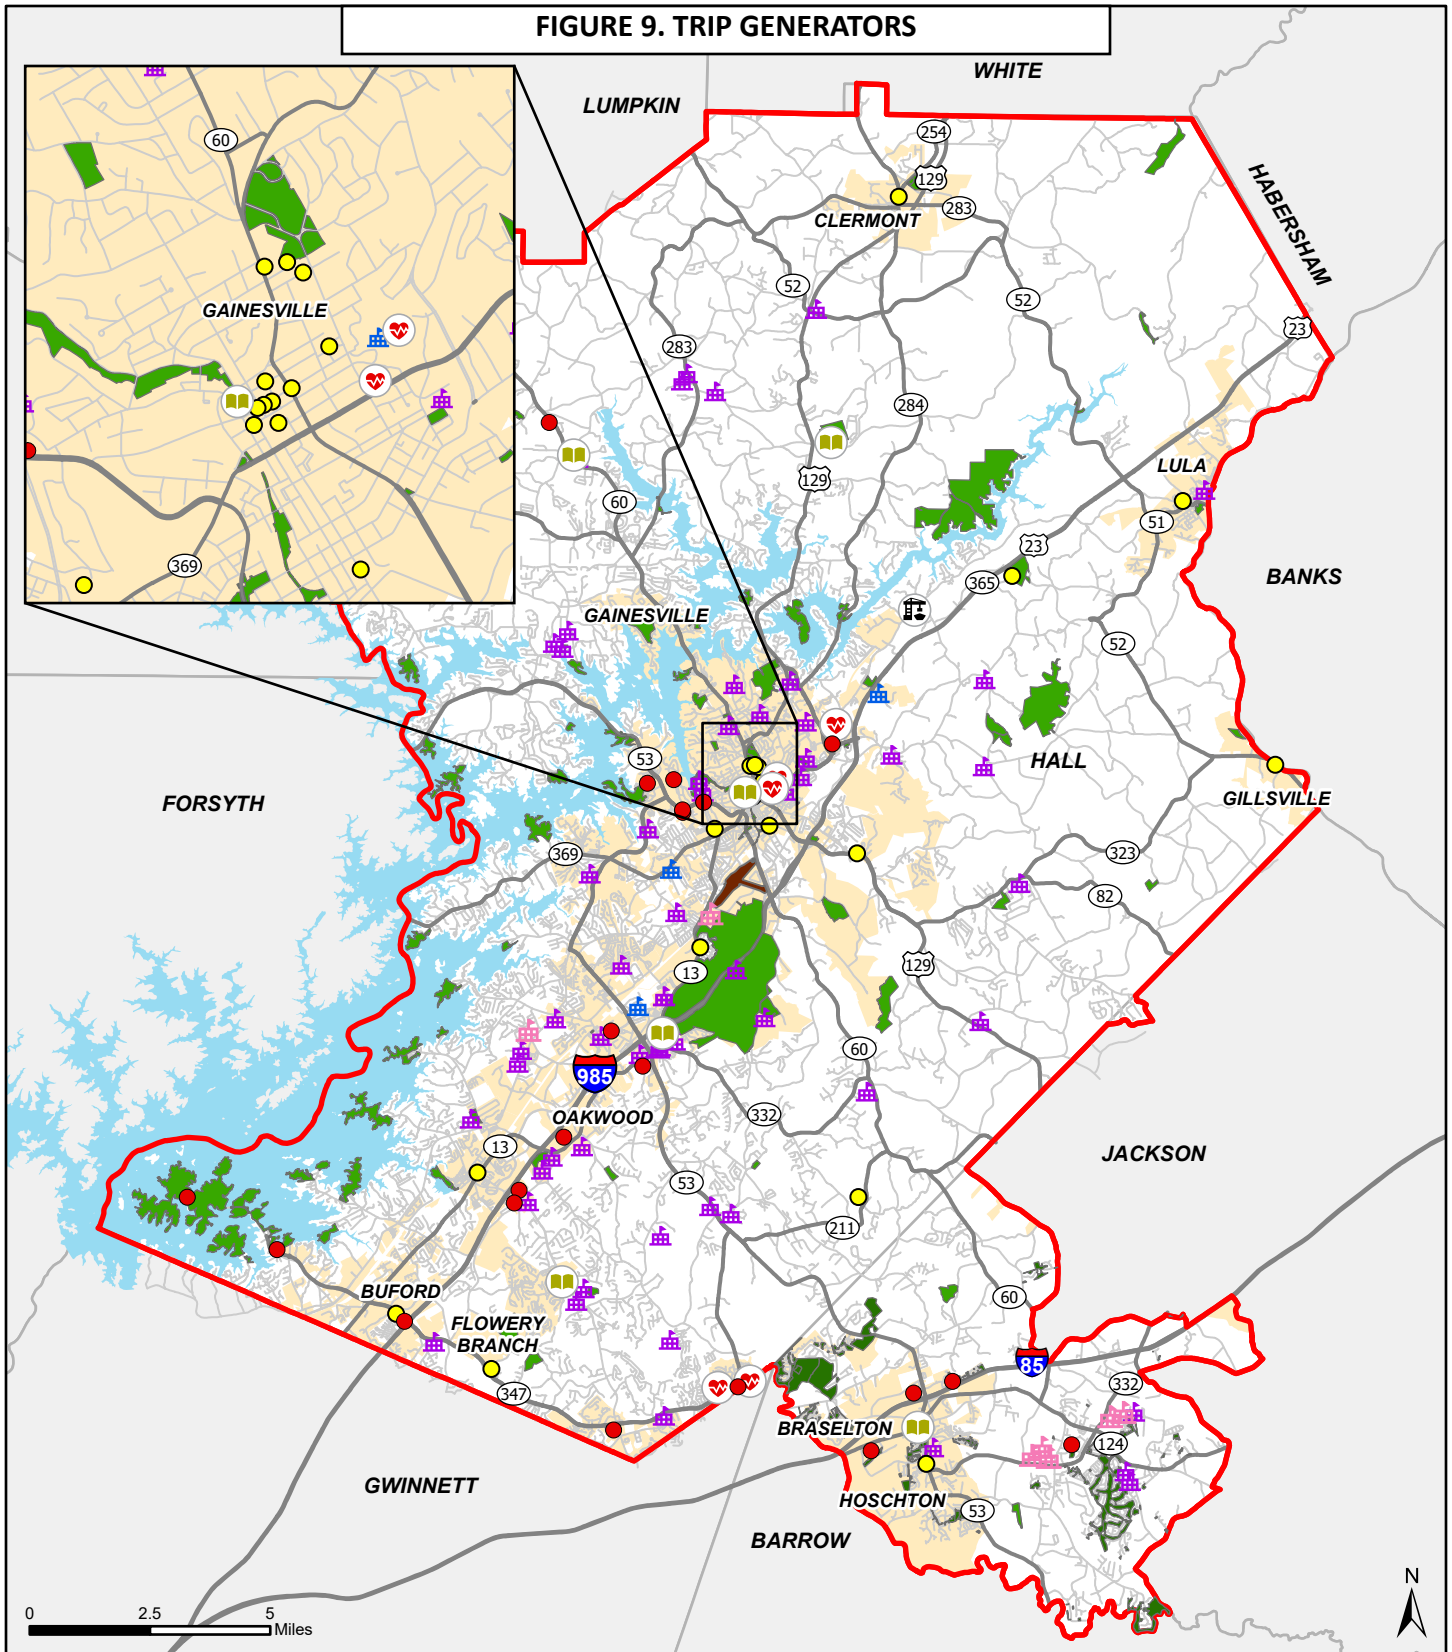 FIGURE 9. TRIP GENERATORS
WHITE
LUMPKIN
HABERSHAM
254
129
283
CLERMONT
60
52
52
23
GAINESVILLE
283
284
LULA
129
60
51
23
365
BANKS
369
GAINESVILLE
52
53
HALL
FORSYTH
GILLSVILLE
369
323
82
129
13
60
985
332
OAKWOOD
13
JACKSON
53
211
BUFORD
60
FLOWERY
BRANCH
85
347
332
BRASELTON
124
GWINNETT
HOSCHTON
53
BARROW
N
0 2.5 5
Miles